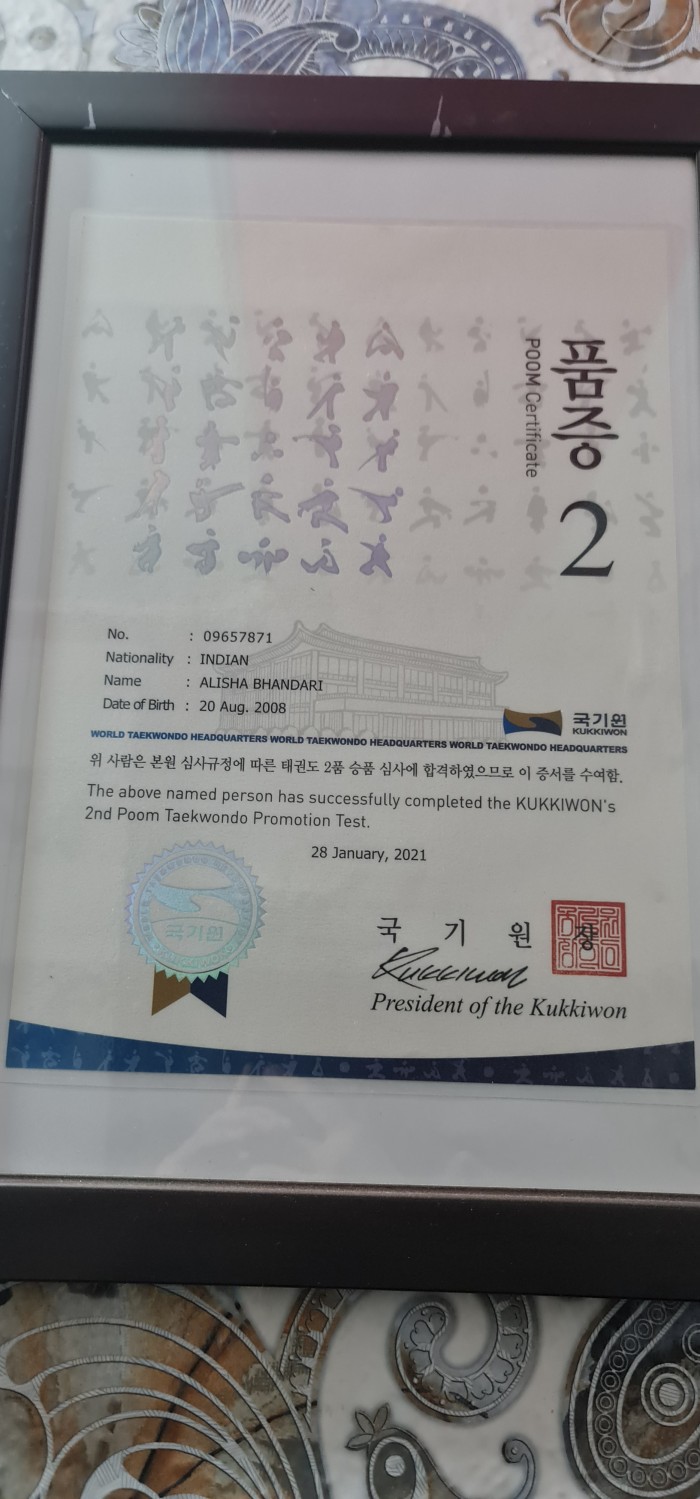 품증
POOM Certificate
2
No. : 09657871
Nationality : INDIAN
Name : ALISHA BHANDARI
Date of Birth : 20 Aug. 2008
국기원
KUKKIWON
WORLD TAEKWONDO HEADQUARTERS WORLD TAEKWONDO HEADQUARTERS WORLD TAEKWONDO HEADQUARTERS
위 사람은 본원 심사규정에 따른 태권도 2품 승품 심사에 합격하였으므로 이 증서를 수여함.
The above named person has successfully completed the KUKKIWON's
2nd Poom Taekwondo Promotion Test.
28 January, 2021
국기원
국 기 원 장
Kukkiwon
President of the Kukkiwon